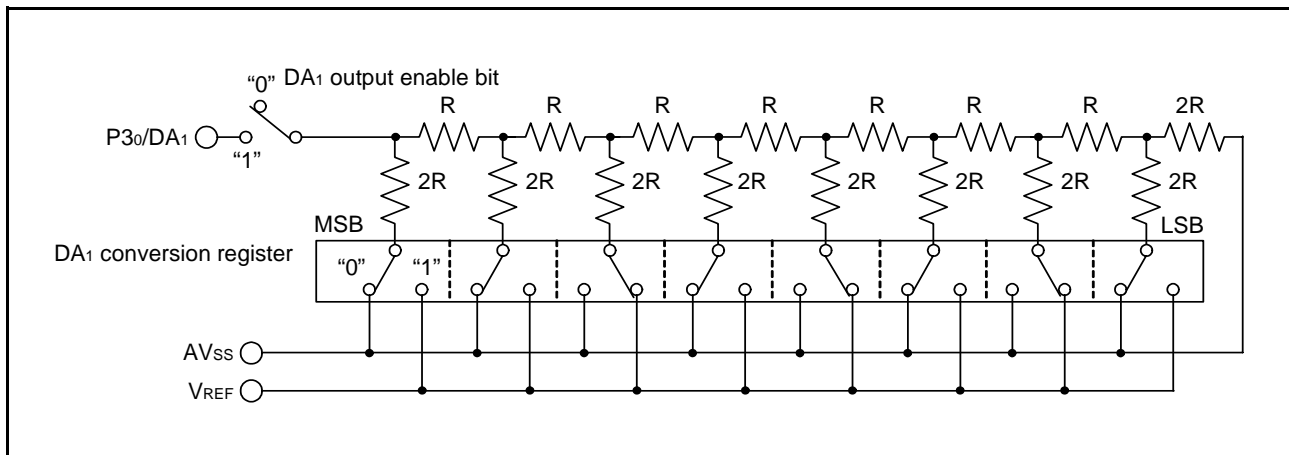 “0” DA1 output enable bit
R R R R R R R 2R
P30/DA1
“1”
2R 2R 2R 2R 2R 2R 2R 2R
MSB LSB
DA1 conversion register
“0” “1”
AVSS
VREF